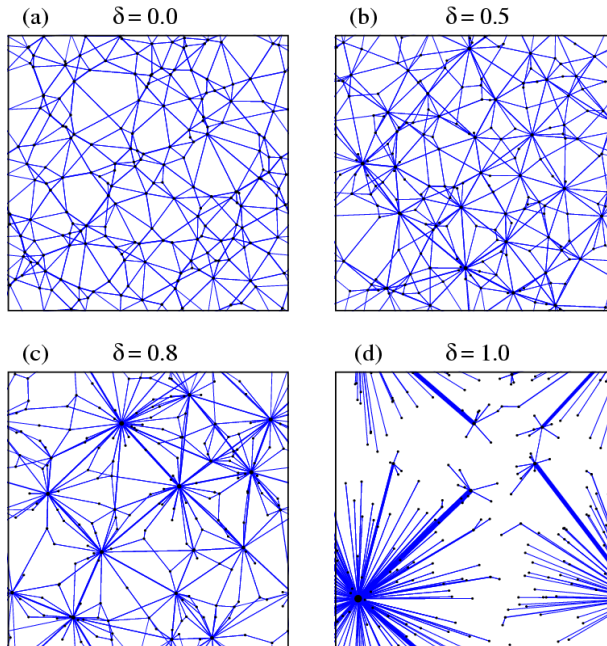 (a) δ = 0.0
(b) δ = 0.5
(c) δ = 0.8
(d) δ = 1.0